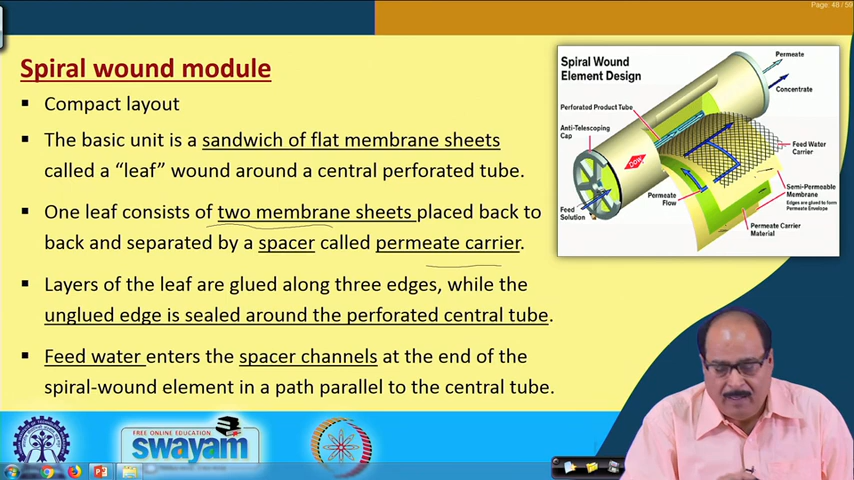 Page: 48 / 59
Spiral wound module
▪ Compact layout
▪ The basic unit is a sandwich of flat membrane sheets
called a “leaf” wound around a central perforated tube.
▪ One leaf consists of two membrane sheets placed back to
back and separated by a spacer called permeate carrier.
▪ Layers of the leaf are glued along three edges, while the
unglued edge is sealed around the perforated central tube.
▪ Feed water enters the spacer channels at the end of the
spiral-wound element in a path parallel to the central tube.
Spiral Wound
Element Design
Permeate
Concentrate
Perforated Product Tube
Anti-Telescoping
Cap
DOW
Feed Water
Carrier
Semi-Permeable
Membrane
Edges are glued to form
Permeate Envelope
Permeate
Flow
Feed
Solution
Permeate Carrier
Material
FREE ONLINE EDUCATION
swayam